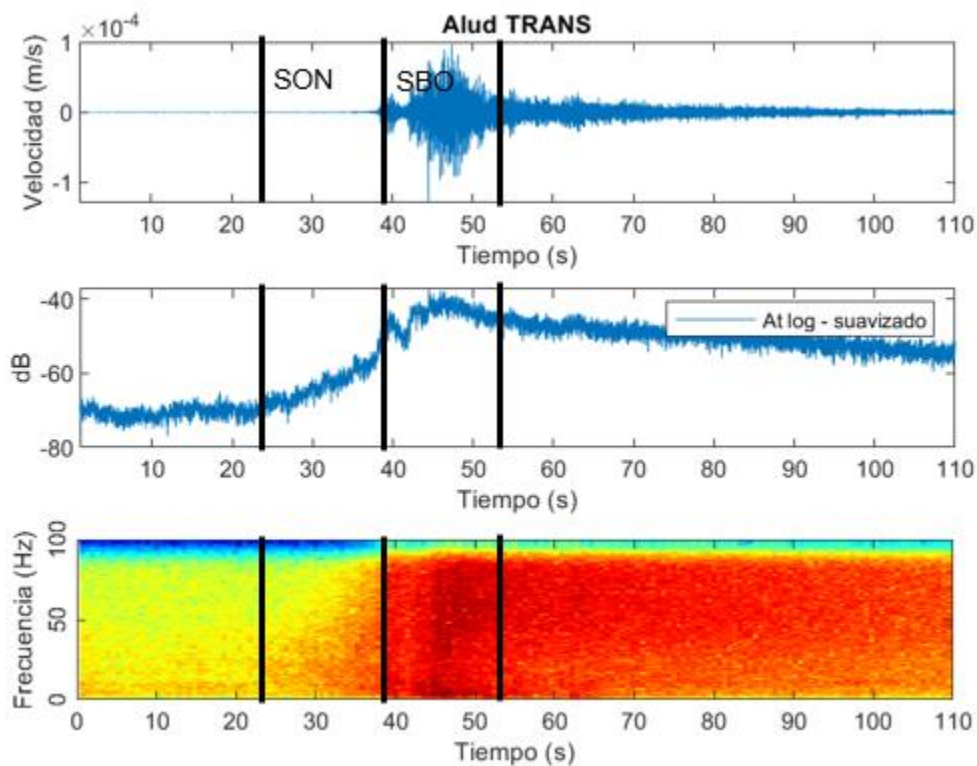 Alud TRANS
×10⁻⁴
1
0
-1
Velocidad (m/s)
SON
SBO
10 20 30 40 50 60 70 80 90 100 110
Tiempo (s)
-40
-60
-80
dB
At log - suavizado
10 20 30 40 50 60 70 80 90 100 110
Tiempo (s)
100
50
0
Frecuencia (Hz)
0 10 20 30 40 50 60 70 80 90 100 110
Tiempo (s)